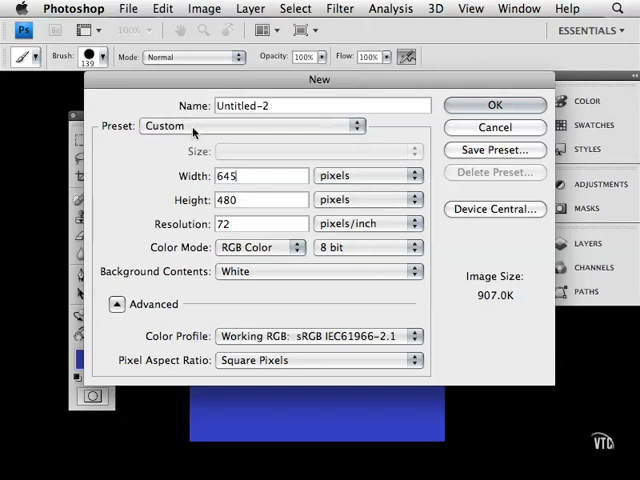 Photoshop File Edit Image Layer Select Filter Analysis 3D View Window Help
Ps Br 100% ESSENTIALS
Brush: 139 Mode: Normal Opacity: 100% Flow: 100%
New
Name: Untitled-2 OK
Preset: Custom Cancel
Size: Save Preset...
Width: 645 pixels Delete Preset...
Height: 480 pixels
Resolution: 72 pixels/inch Device Central...
Color Mode: RGB Color 8 bit
Background Contents: White
Image Size:
907.0K
Advanced
Color Profile: Working RGB: sRGB IEC61966-2.1
Pixel Aspect Ratio: Square Pixels
COLOR
SWATCHES
STYLES
ADJUSTMENTS
MASKS
LAYERS
CHANNELS
PATHS
VTC